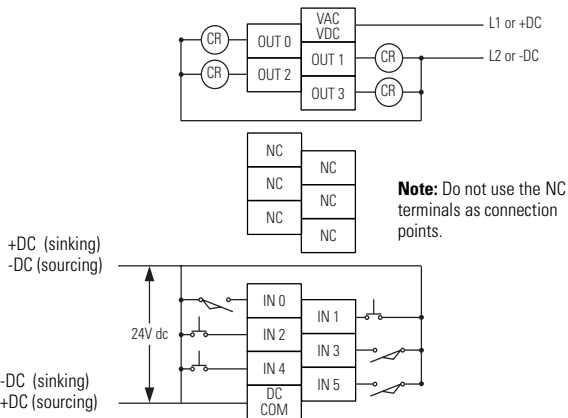 VAC
VDC
L1 or +DC
CR
OUT 0
OUT 1
CR
L2 or -DC
CR
OUT 2
OUT 3
CR
NC
NC
NC
NC
NC
NC
Note: Do not use the NC
terminals as connection
points.
+DC (sinking)
-DC (sourcing)
24V dc
IN 0
IN 1
IN 2
IN 3
IN 4
IN 5
DC
COM
-DC (sinking)
+DC (sourcing)